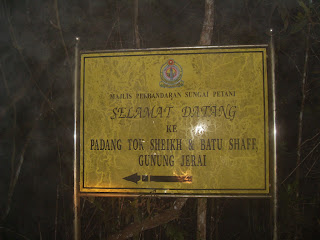 MAJLIS PERBANDARAN SUNGAI PETANI
SELAMAT DATANG
KE
PADANG TOK SHEIKH & BATU SHAFF,
GUNUNG JERAI